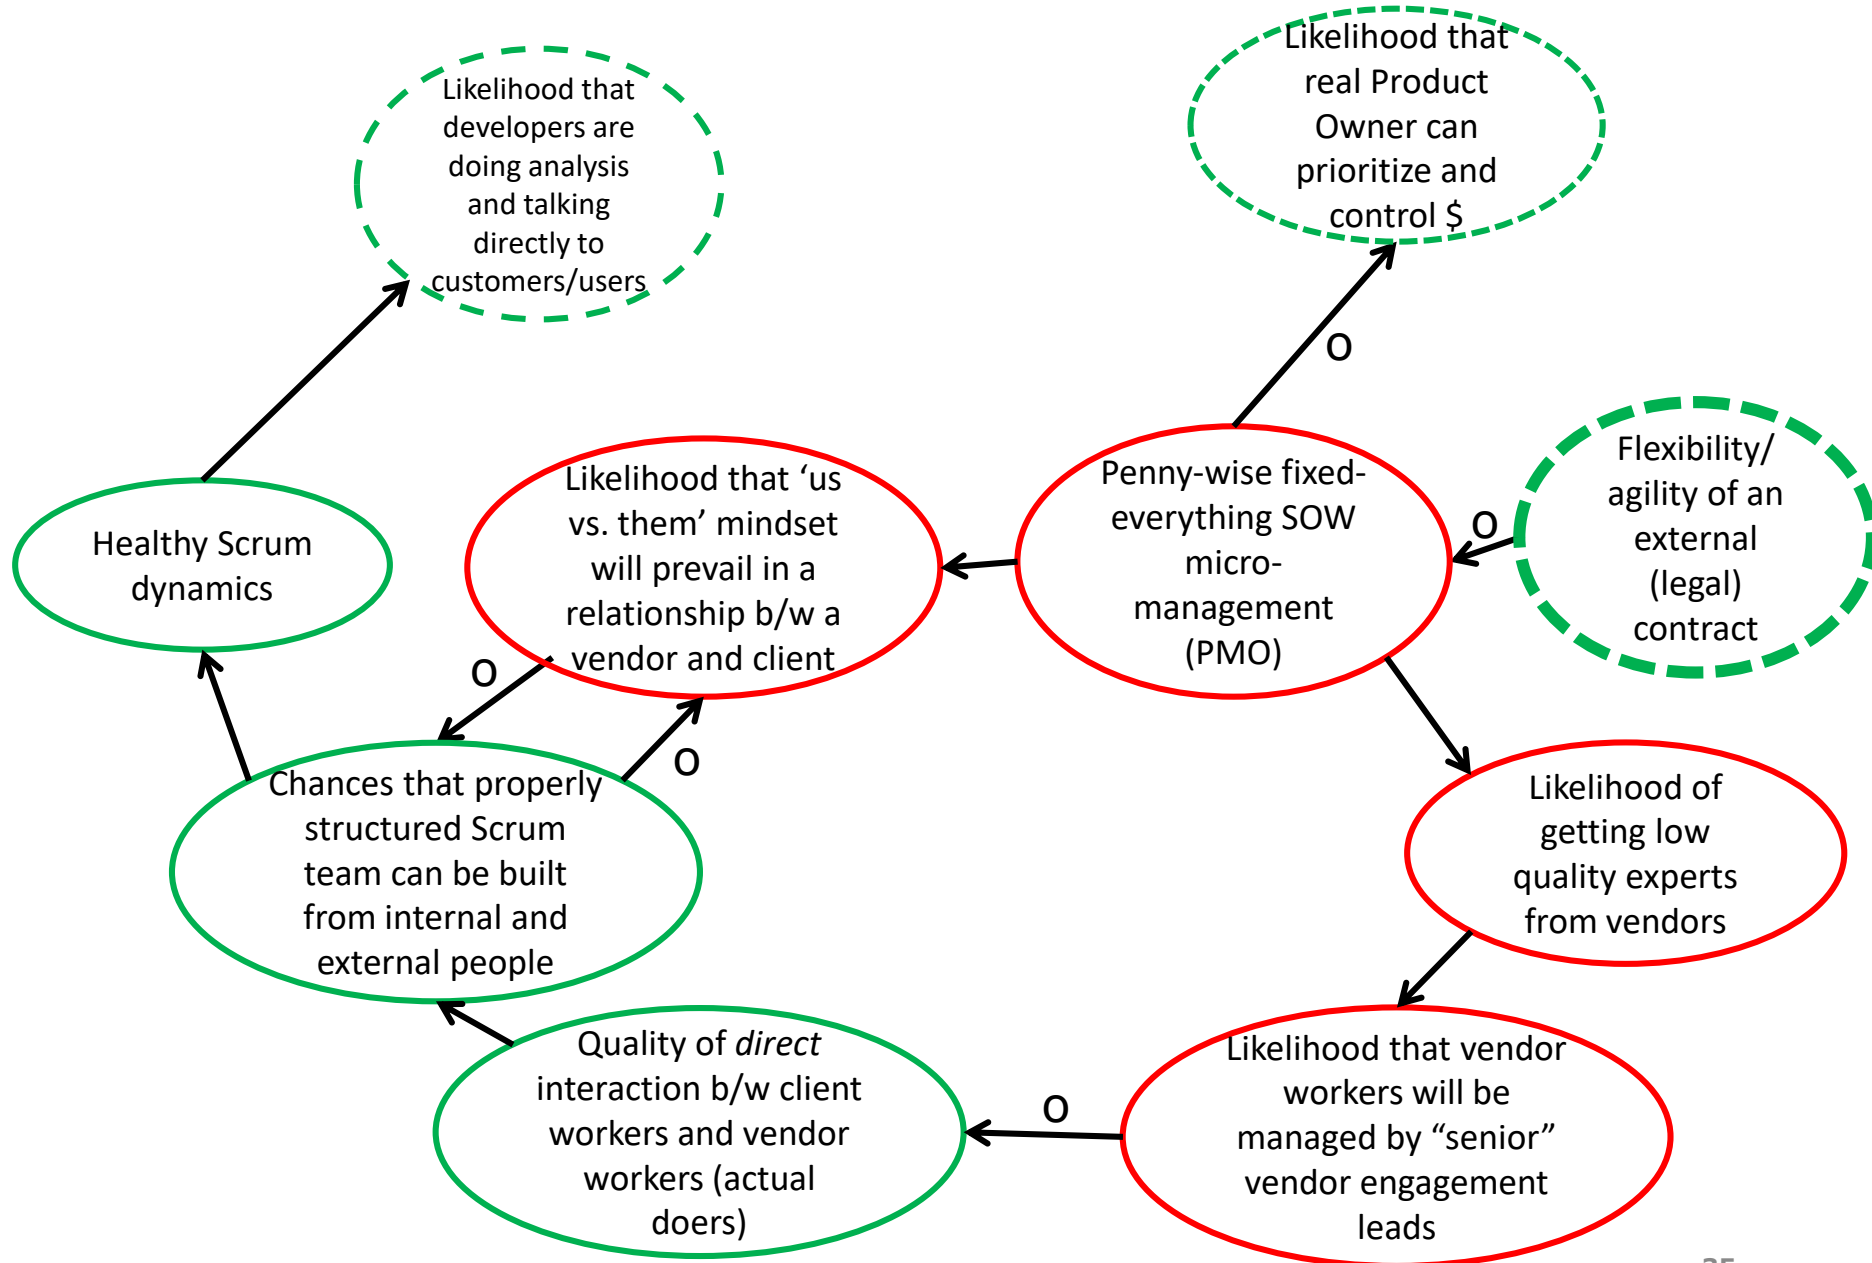 Likelihood that
developers are
doing analysis
and talking
directly to
customers/users
Likelihood that
real Product
Owner can
prioritize and
control $
O
Flexibility/
agility of an
external
(legal)
contract
O
Penny-wise fixed-
everything SOW
micro-
management
(PMO)
Likelihood that ‘us
vs. them’ mindset
will prevail in a
relationship b/w a
vendor and client
Healthy Scrum
dynamics
O
O
Chances that properly
structured Scrum
team can be built
from internal and
external people
Likelihood of
getting low
quality experts
from vendors
Quality of direct
interaction b/w client
workers and vendor
workers (actual
doers)
O
Likelihood that vendor
workers will be
managed by “senior”
vendor engagement
leads